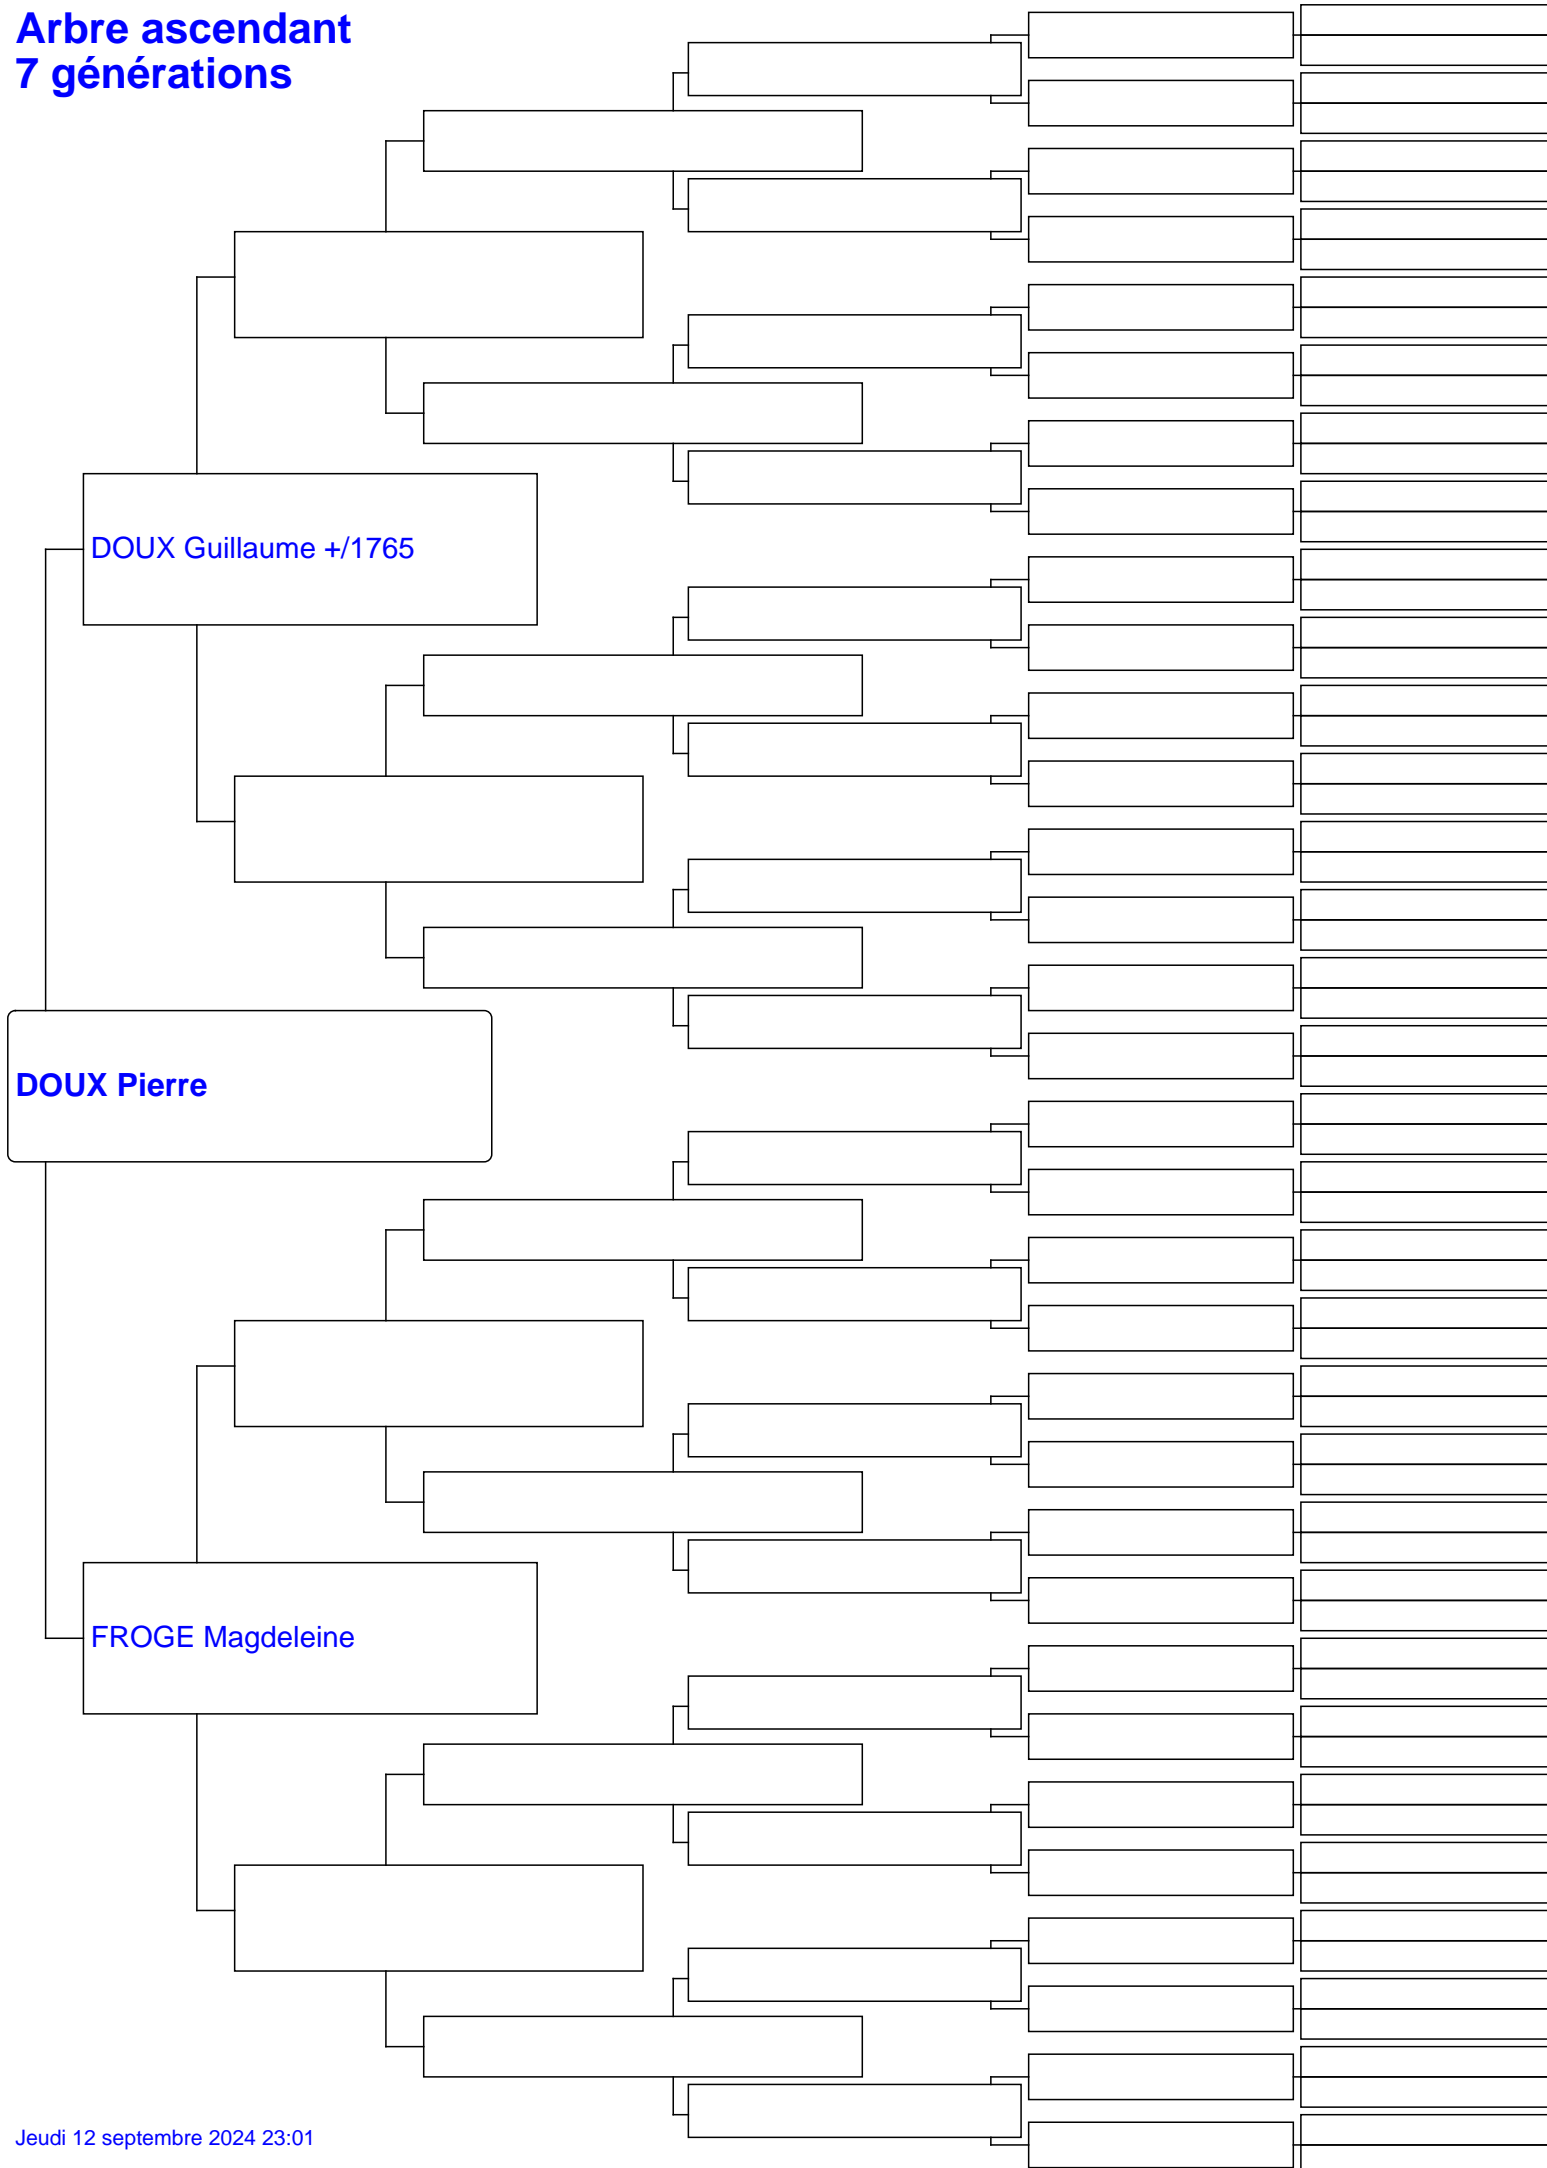 Arbre ascendant
7 générations
DOUX Guillaume +/1765
DOUX Pierre
FROGE Magdeleine
Jeudi 12 septembre 2024 23:01